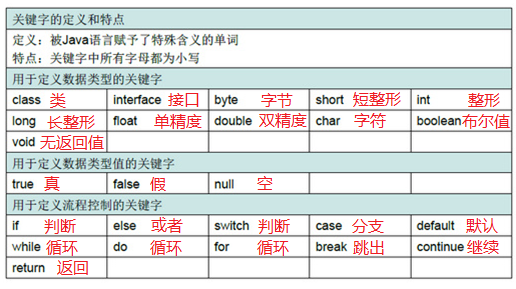 关键字的定义和特点
定义：被Java语言赋予了特殊含义的单词
特点：关键字中所有字母都为小写
用于定义数据类型的关键字
class 类 interface 接口 byte 字节 short 短整形 int 整形
long 长整形 float 单精度 double 双精度 char 字符 boolean 布尔值
void 无返回值
用于定义数据类型值的关键字
true 真 false 假 null 空
用于定义流程控制的关键字
if 判断 else 或者 switch 判断 case 分支 default 默认
while 循环 do 循环 for 循环 break 跳出 continue 继续
return 返回